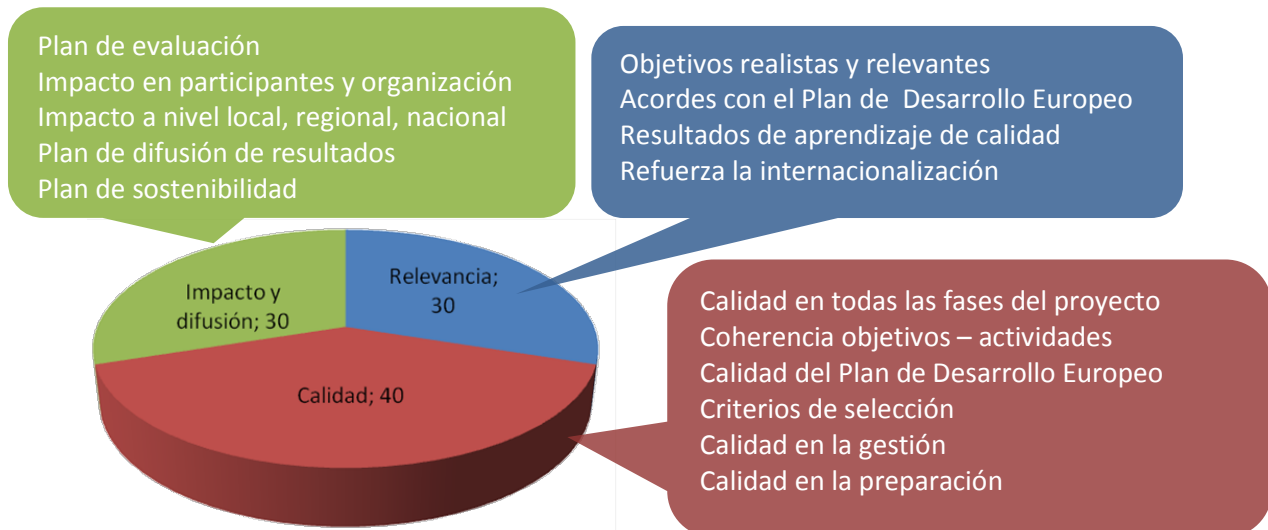 Plan de evaluación
Impacto en participantes y organización
Impacto a nivel local, regional, nacional
Plan de difusión de resultados
Plan de sostenibilidad
Objetivos realistas y relevantes
Acordes con el Plan de Desarrollo Europeo
Resultados de aprendizaje de calidad
Refuerza la internacionalización
Impacto y
difusión; 30
Relevancia;
30
Calidad; 40
Calidad en todas las fases del proyecto
Coherencia objetivos – actividades
Calidad del Plan de Desarrollo Europeo
Criterios de selección
Calidad en la gestión
Calidad en la preparación